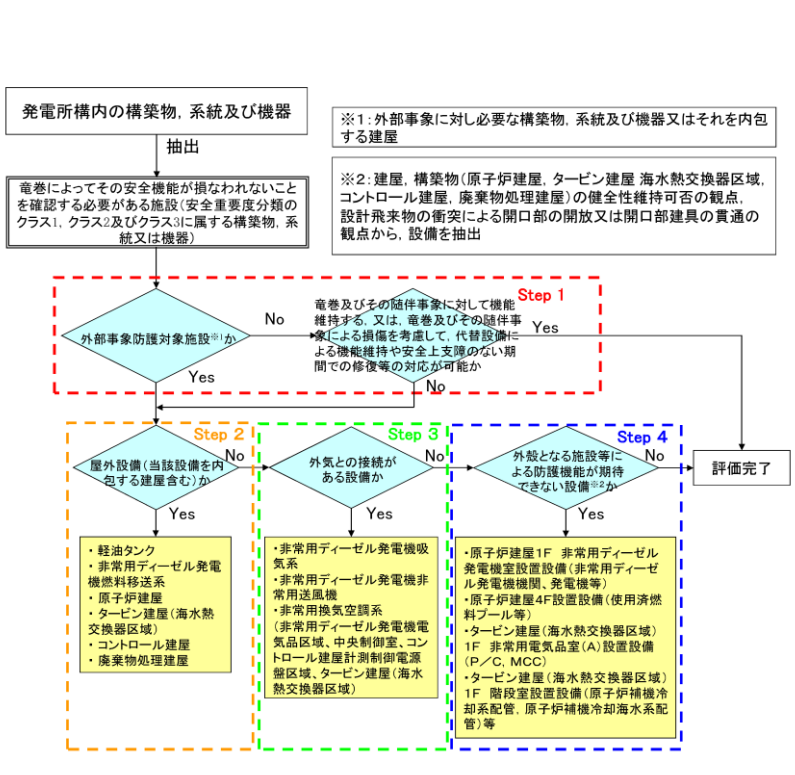 発電所構内の構築物，系統及び機器
※１：外部事象に対し必要な構築物，系統及び機器又はそれを内包
する建屋
抽出
竜巻によってその安全機能が損なわれないこと
を確認する必要がある施設（安全重要度分類の
クラス1，クラス2及びクラス3に属する構築物，系
統又は機器）
※２：建屋，構築物（原子炉建屋，タービン建屋 海水熱交換器区域，
コントロール建屋，廃棄物処理建屋）の健全性維持可否の観点，
設計飛来物の衝突による開口部の開放又は開口部建具の貫通の
観点から，設備を抽出
Step 1
外部事象防護対象施設※1か
No
竜巻及びその随伴事象に対して機能
維持する，又は，竜巻及びその随伴事
象による損傷を考慮して，代替設備に
よる機能維持や安全上支障のない期
間での修復等の対応が可能か
Yes
Yes
No
Step 2
屋外設備（当該設備を内
包する建屋含む）か
No
Yes
・軽油タンク
・非常用ディーゼル発電
機燃料移送系
・原子炉建屋
・タービン建屋（海水熱
交換器区域）
・コントロール建屋
・廃棄物処理建屋
Step 3
外気との接続が
ある設備か
No
Yes
・非常用ディーゼル発電機吸
気系
・非常用ディーゼル発電機非
常用送風機
・非常用換気空調系
（非常用ディーゼル発電機電
気品区域、中央制御室、コン
トロール建屋計測制御電源
盤区域、タービン建屋（海水
熱交換器区域）
Step 4
外殻となる施設等に
よる防護機能が期待
できない設備※2か
No
Yes
・原子炉建屋1F　非常用ディーゼル
発電機室設置設備（非常用ディーゼ
ル発電機機関、発電機等）
・原子炉建屋4F設置設備（使用済燃
料プール等）
・タービン建屋（海水熱交換器区域）
1F　非常用電気品室（A）設置設備
（P／C, MCC）
・タービン建屋（海水熱交換器区域）
1F　階段室設置設備（原子炉補機冷
却系配管，原子炉補機冷却海水系配
管）等
評価完了